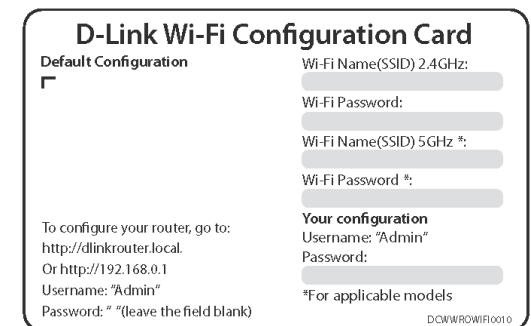 D-Link Wi-Fi Configuration Card
Default Configuration
To configure your router, go to:
http://dlinkrouter.local.
Or http://192.168.0.1
Username: "Admin"
Password: " "(leave the field blank)
Wi-Fi Name(SSID) 2.4GHz:
Wi-Fi Password:
Wi-Fi Name(SSID) 5GHz *:
Wi-Fi Password *:
Your configuration
Username: "Admin"
Password:
*For applicable models
DCWWROWIFI0010